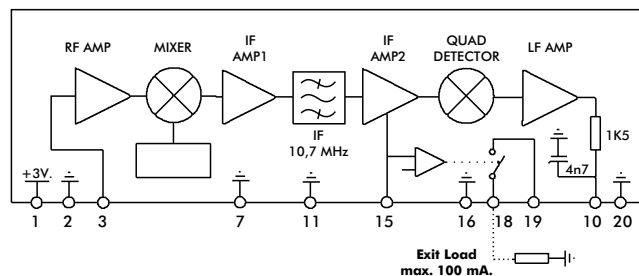 RF AMP
MIXER
IF
AMP1
IF
AMP2
QUAD
DETECTOR
LF AMP
IF
10,7 MHz
1K5
4n7
+3V.
1
2
3
7
11
15
16
18
19
10
20
Exit Load
max. 100 mA.